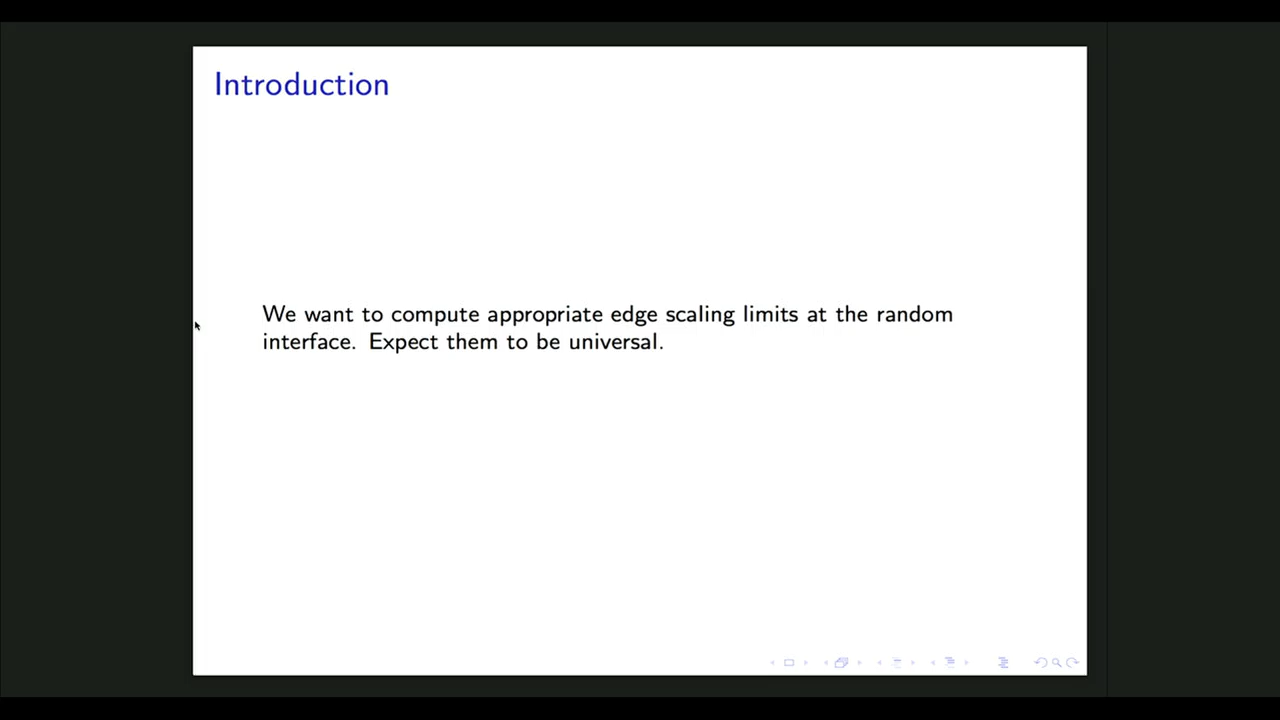 Introduction
We want to compute appropriate edge scaling limits at the random
interface. Expect them to be universal.